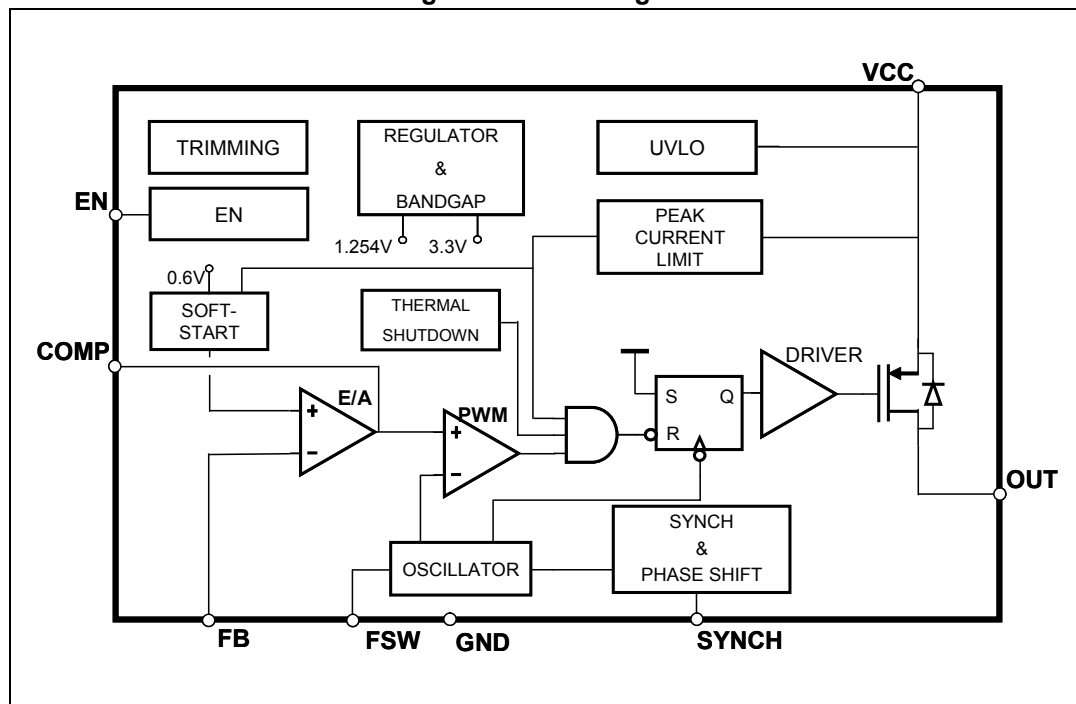 VCC
TRIMMING
REGULATOR
&
BANDGAP
UVLO
EN
EN
PEAK
CURRENT
LIMIT
1.254V
3.3V
0.6V
SOFT-
START
THERMAL
SHUTDOWN
COMP
DRIVER
E/A
+
−
PWM
+
−
S
Q
R
OUT
SYNCH
&
PHASE SHIFT
OSCILLATOR
FB
FSW
GND
SYNCH